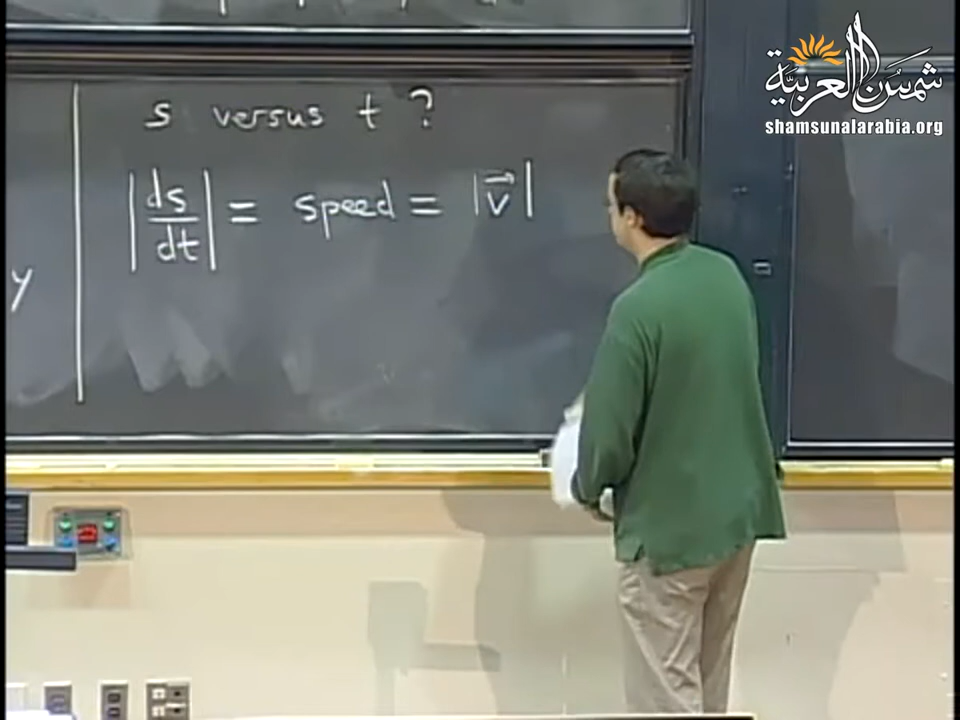 شمس العربية
shamsunalarabia.org
s versus t ?
|ds/dt| = speed = |v⃗|
y